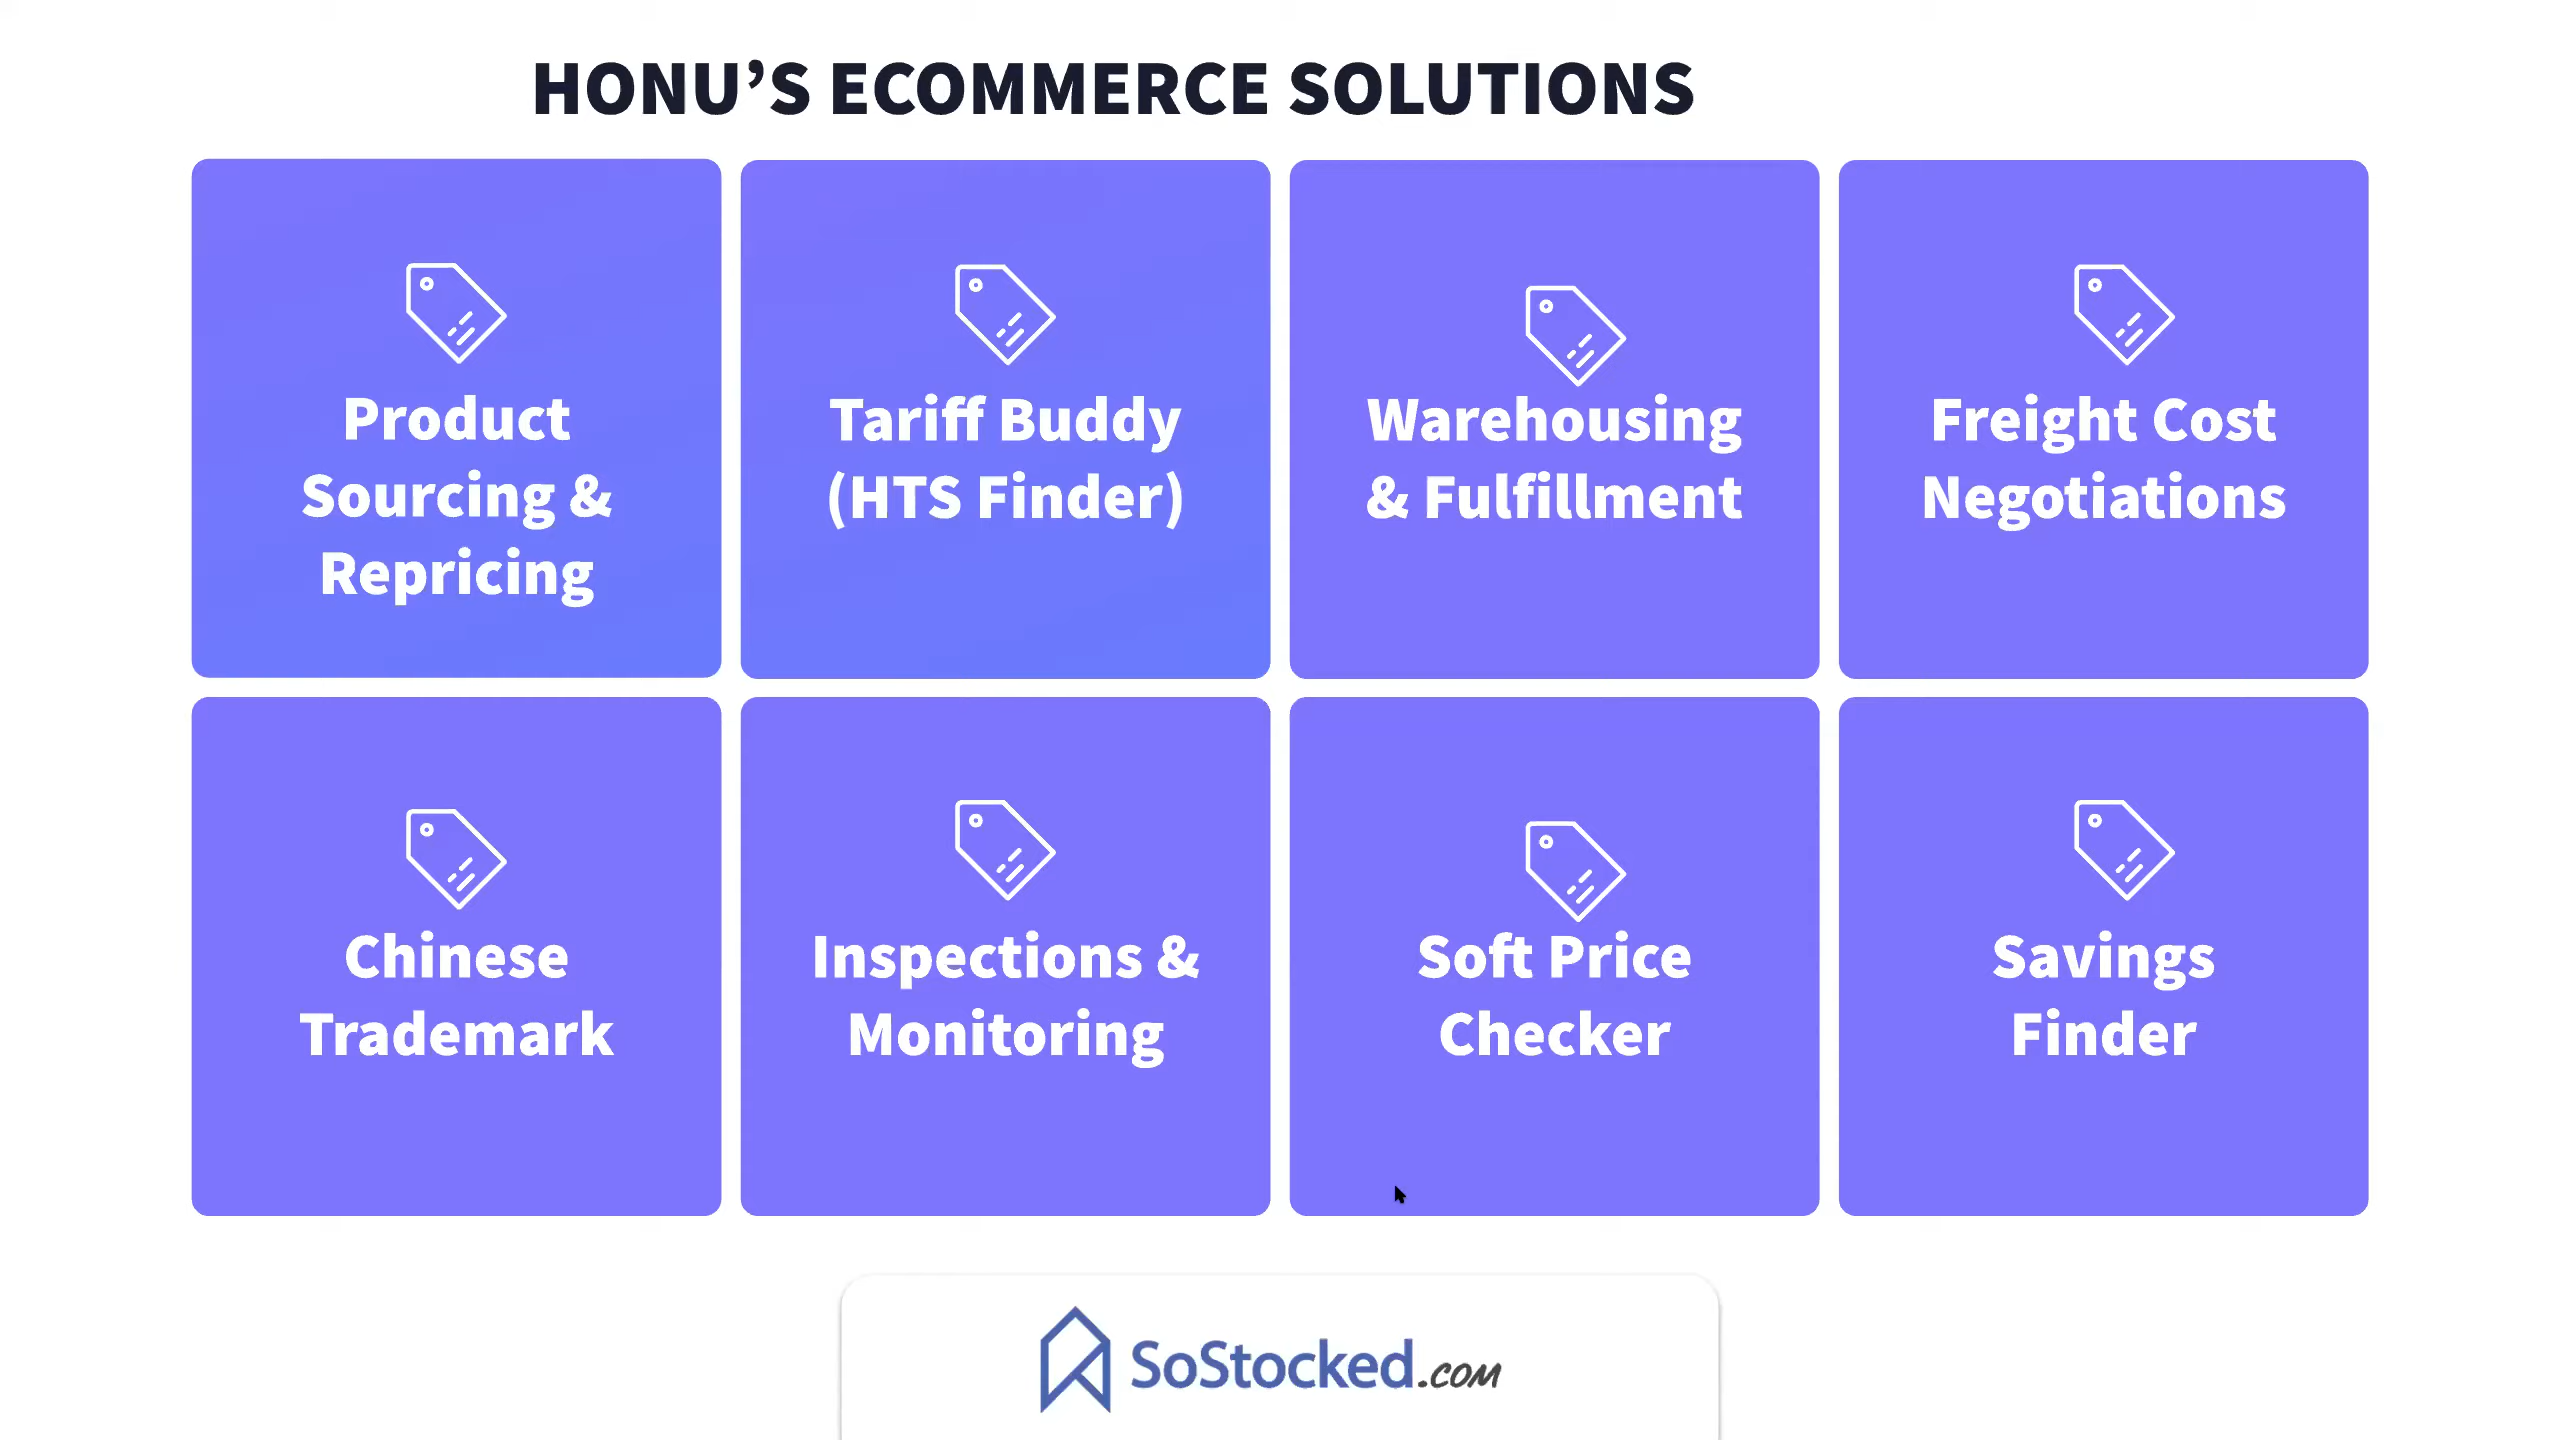 HONU’S ECOMMERCE SOLUTIONS
Product
Sourcing &
Repricing
Tariff Buddy
(HTS Finder)
Warehousing
& Fulfillment
Freight Cost
Negotiations
Chinese
Trademark
Inspections &
Monitoring
Soft Price
Checker
Savings
Finder
SoStocked.com